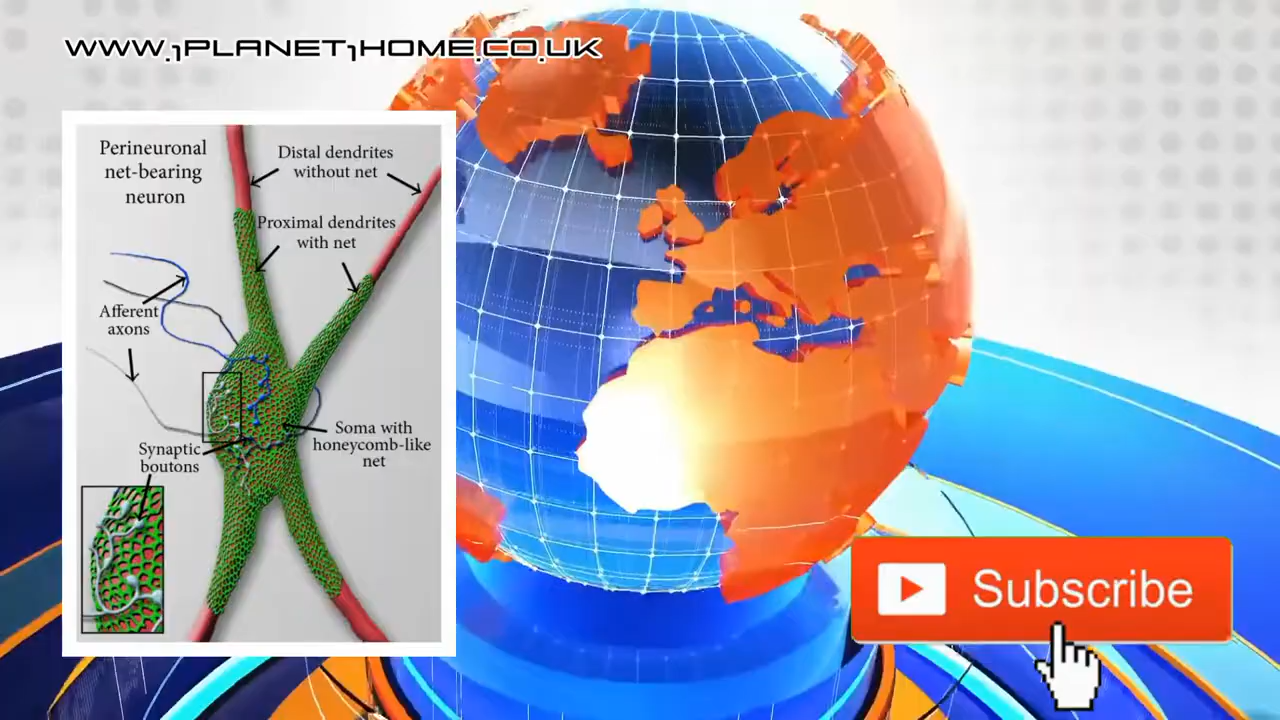 WWW.1PLANET1HOME.CO.UK
Perineuronal
net-bearing
neuron
Distal dendrites
without net
Proximal dendrites
with net
Afferent
axons
Soma with
honeycomb-like
net
Synaptic
boutons
Subscribe